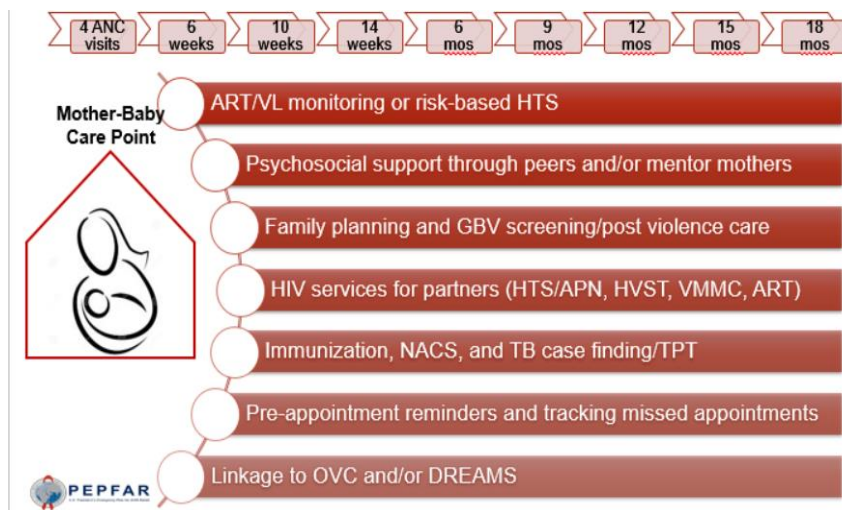 4 ANC
visits
6
weeks
10
weeks
14
weeks
6
mos
9
mos
12
mos
15
mos
18
mos
Mother-Baby
Care Point
ART/VL monitoring or risk-based HTS
Psychosocial support through peers and/or mentor mothers
Family planning and GBV screening/post violence care
HIV services for partners (HTS/APN, HVST, VMMC, ART)
Immunization, NACS, and TB case finding/TPT
Pre-appointment reminders and tracking missed appointments
Linkage to OVC and/or DREAMS
PEPFAR